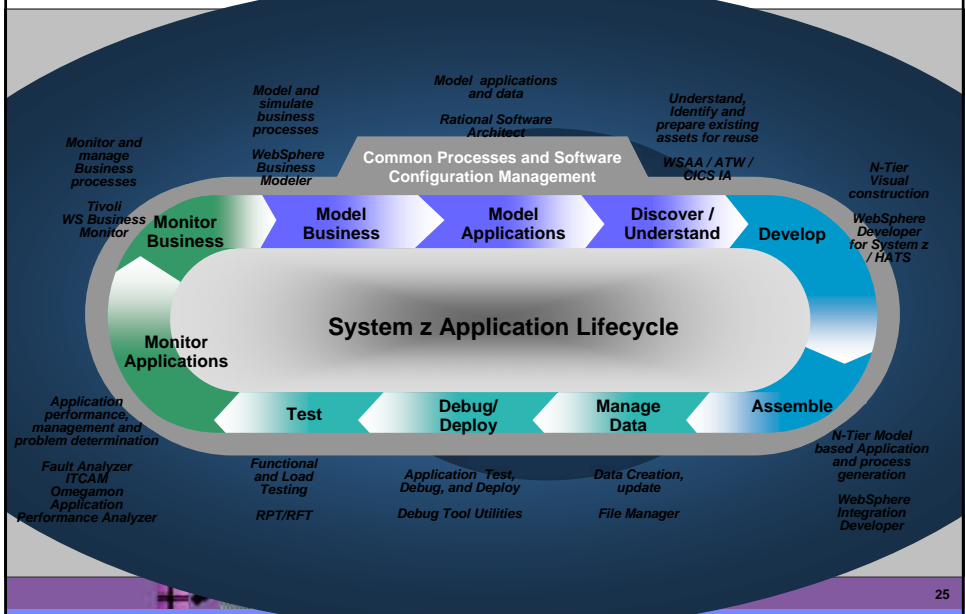 Model and
simulate
business
processes
WebSphere
Business
Modeler
Model applications
and data
Rational Software
Architect
Understand,
Identify and
prepare existing
assets for reuse
WSAA / ATW /
CICS IA
Monitor and
manage
Business
processes
Tivoli
WS Business
Monitor
N-Tier
Visual
construction
WebSphere
Developer
for System z
/ HATS
Common Processes and Software
Configuration Management
Monitor
Business
Model
Business
Model
Applications
Discover /
Understand
Develop
System z Application Lifecycle
Monitor
Applications
Test
Debug/
Deploy
Manage
Data
Assemble
Application
performance,
management and
problem determination
Fault Analyzer
ITCAM
Omegamon
Application
Performance Analyzer
Functional
and Load
Testing
RPT/RFT
Application Test,
Debug, and Deploy
Debug Tool Utilities
Data Creation,
update
File Manager
N-Tier Model
based Application
and process
generation
WebSphere
Integration
Developer
25